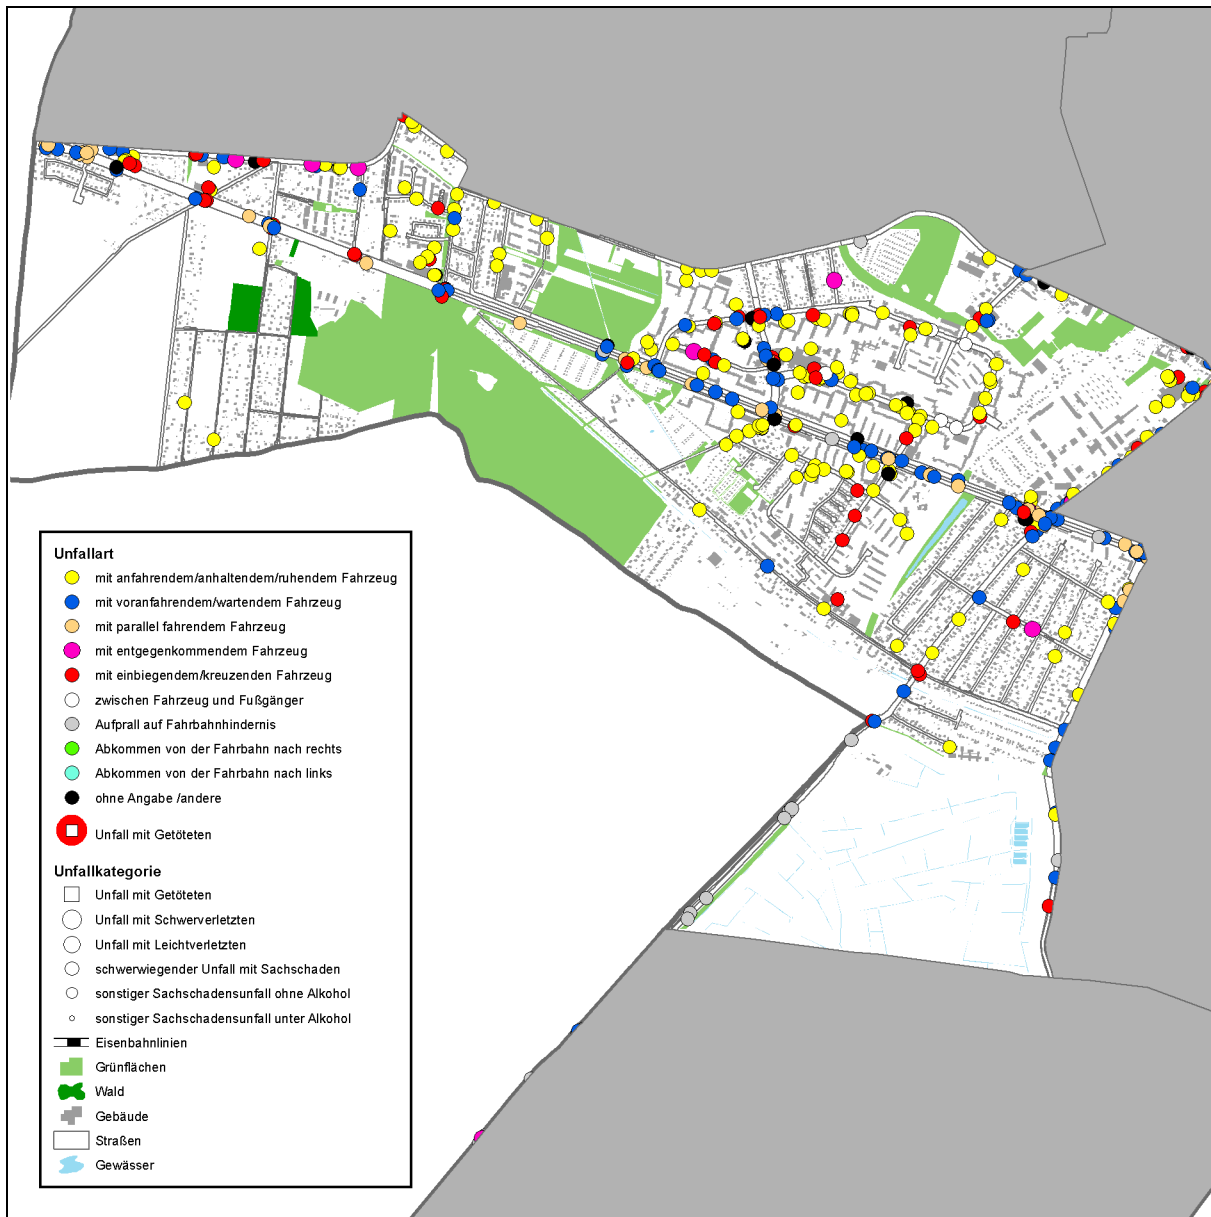 Unfallart
mit anfahrendem/anhaltendem/ruhendem Fahrzeug
mit voranfahrendem/wartendem Fahrzeug
mit parallel fahrendem Fahrzeug
mit entgegenkommendem Fahrzeug
mit einbiegendem/kreuzenden Fahrzeug
zwischen Fahrzeug und Fußgänger
Aufprall auf Fahrbahnhindernis
Abkommen von der Fahrbahn nach rechts
Abkommen von der Fahrbahn nach links
ohne Angabe /andere
Unfall mit Getöteten
Unfallkategorie
Unfall mit Getöteten
Unfall mit Schwerverletzten
Unfall mit Leichtverletzten
schwerwiegender Unfall mit Sachschaden
sonstiger Sachschadensunfall ohne Alkohol
sonstiger Sachschadensunfall unter Alkohol
Eisenbahnlinien
Grünflächen
Wald
Gebäude
Straßen
Gewässer